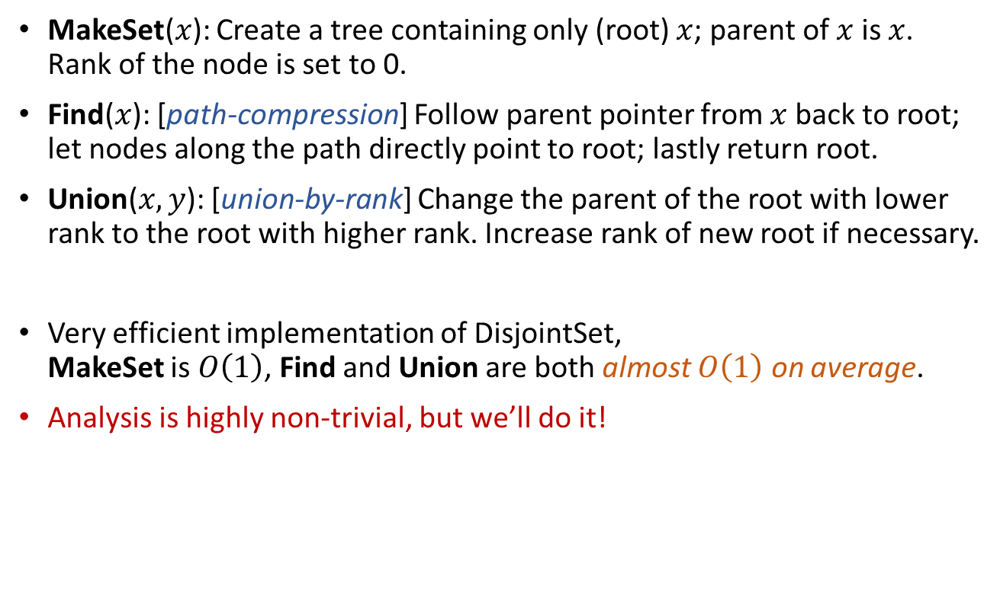 • MakeSet(𝑥): Create a tree containing only (root) 𝑥; parent of 𝑥 is 𝑥.
Rank of the node is set to 0.
• Find(𝑥): [path-compression] Follow parent pointer from 𝑥 back to root;
let nodes along the path directly point to root; lastly return root.
• Union(𝑥, 𝑦): [union-by-rank] Change the parent of the root with lower
rank to the root with higher rank. Increase rank of new root if necessary.
• Very efficient implementation of DisjointSet,
MakeSet is 𝑂(1), Find and Union are both almost 𝑂(1) on average.
• Analysis is highly non-trivial, but we’ll do it!